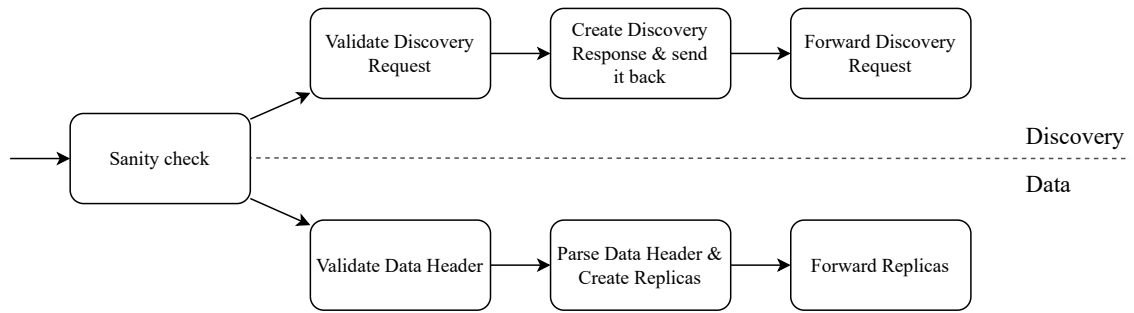 Validate Discovery
Request
Create Discovery
Response & send
it back
Forward Discovery
Request
Sanity check
Discovery
Data
Validate Data Header
Parse Data Header &
Create Replicas
Forward Replicas